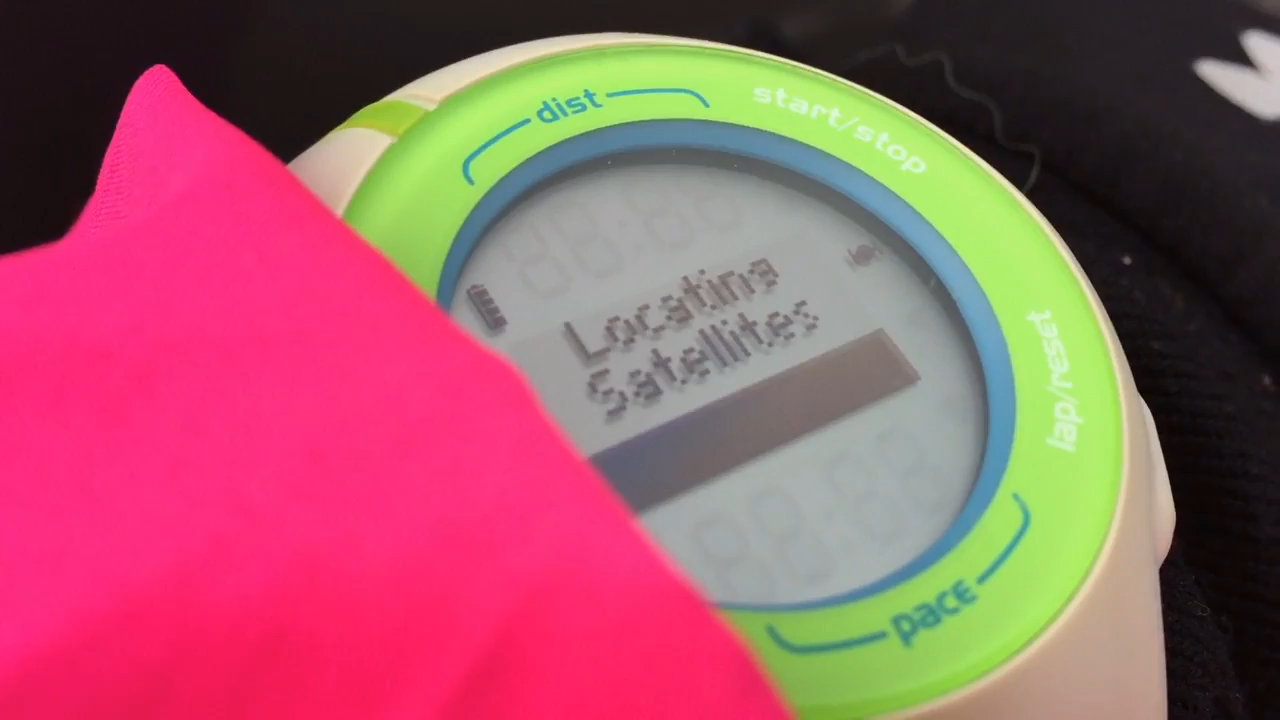 dist
start/stop
Locating
Satellites
lap/reset
pace